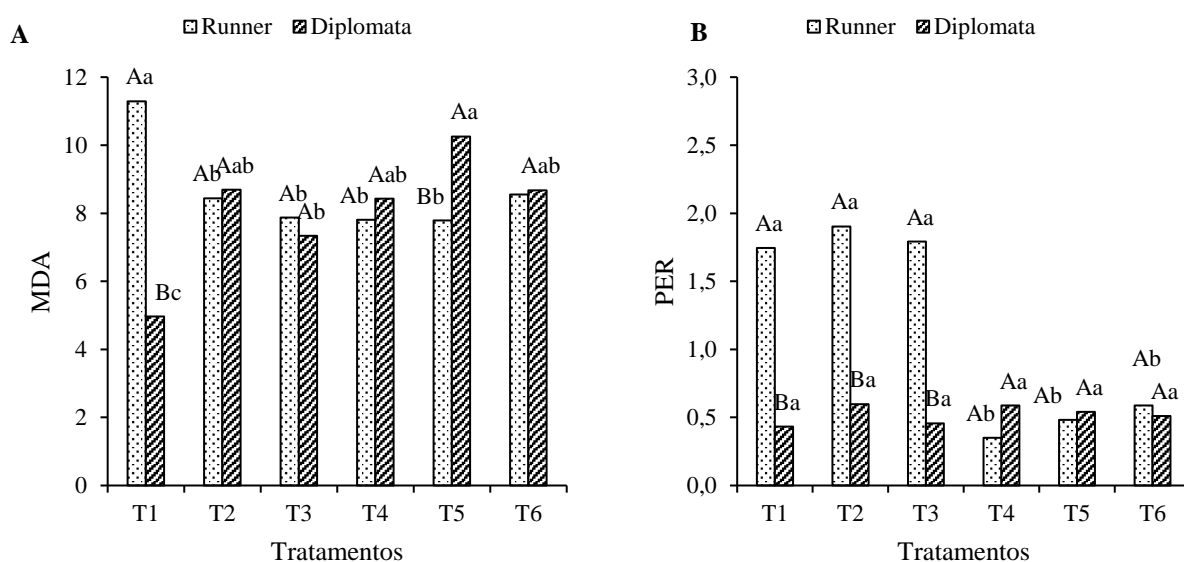 A
Runner Diplomata
12
10
8
6
4
2
0
MDA
Aa
Bc
Ab
Aab
Ab
Ab
Ab
Aab
Bb
Aa
Aab
T1 T2 T3 T4 T5 T6
Tratamentos
B
Runner Diplomata
3,0
2,5
2,0
1,5
1,0
0,5
0,0
PER
Aa
Ba
Aa
Ba
Aa
Ba
Ab
Aa
Ab
Aa
Ab
Aa
T1 T2 T3 T4 T5 T6
Tratamentos